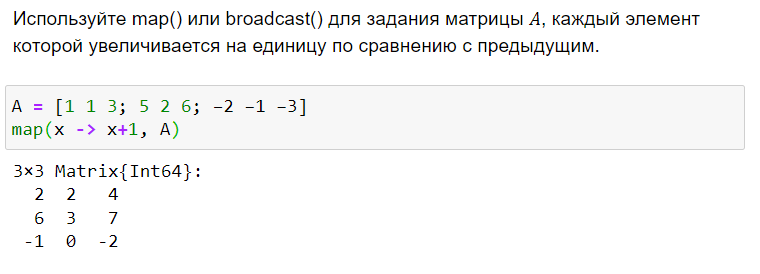 Используйте map() или broadcast() для задания матрицы A, каждый элемент
которой увеличивается на единицу по сравнению с предыдущим.
A = [1 1 3; 5 2 6; −2 −1 −3]
map(x -> x+1, A)
3×3 Matrix{Int64}:
  2  2   4
  6  3   7
 -1  0  -2